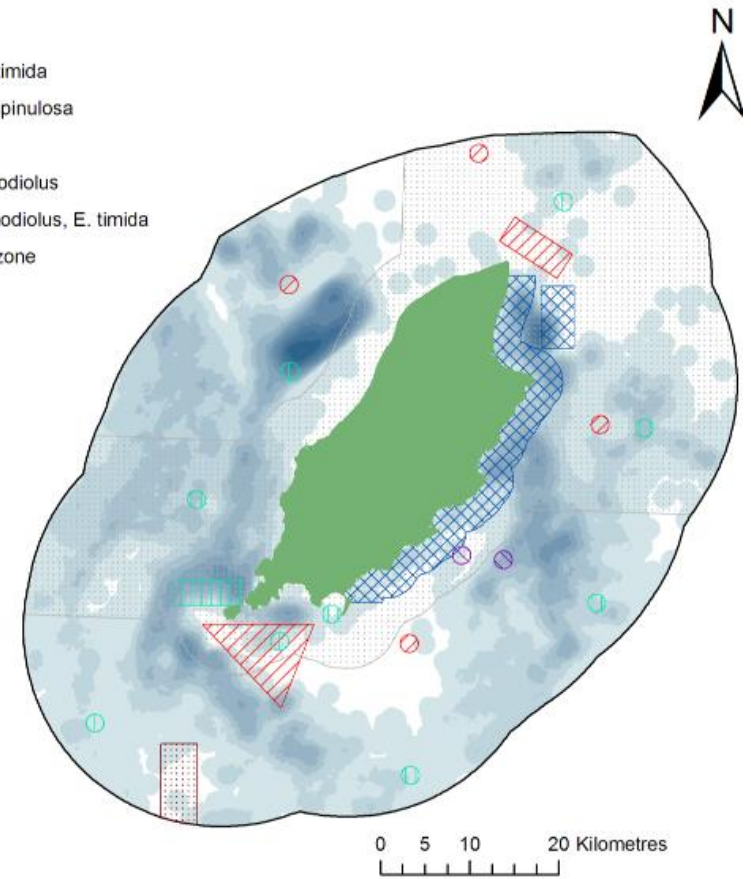 N
timida
pinulosa
odiolus
odiolus, E. timida
zone
0 5 10 20 Kilometres